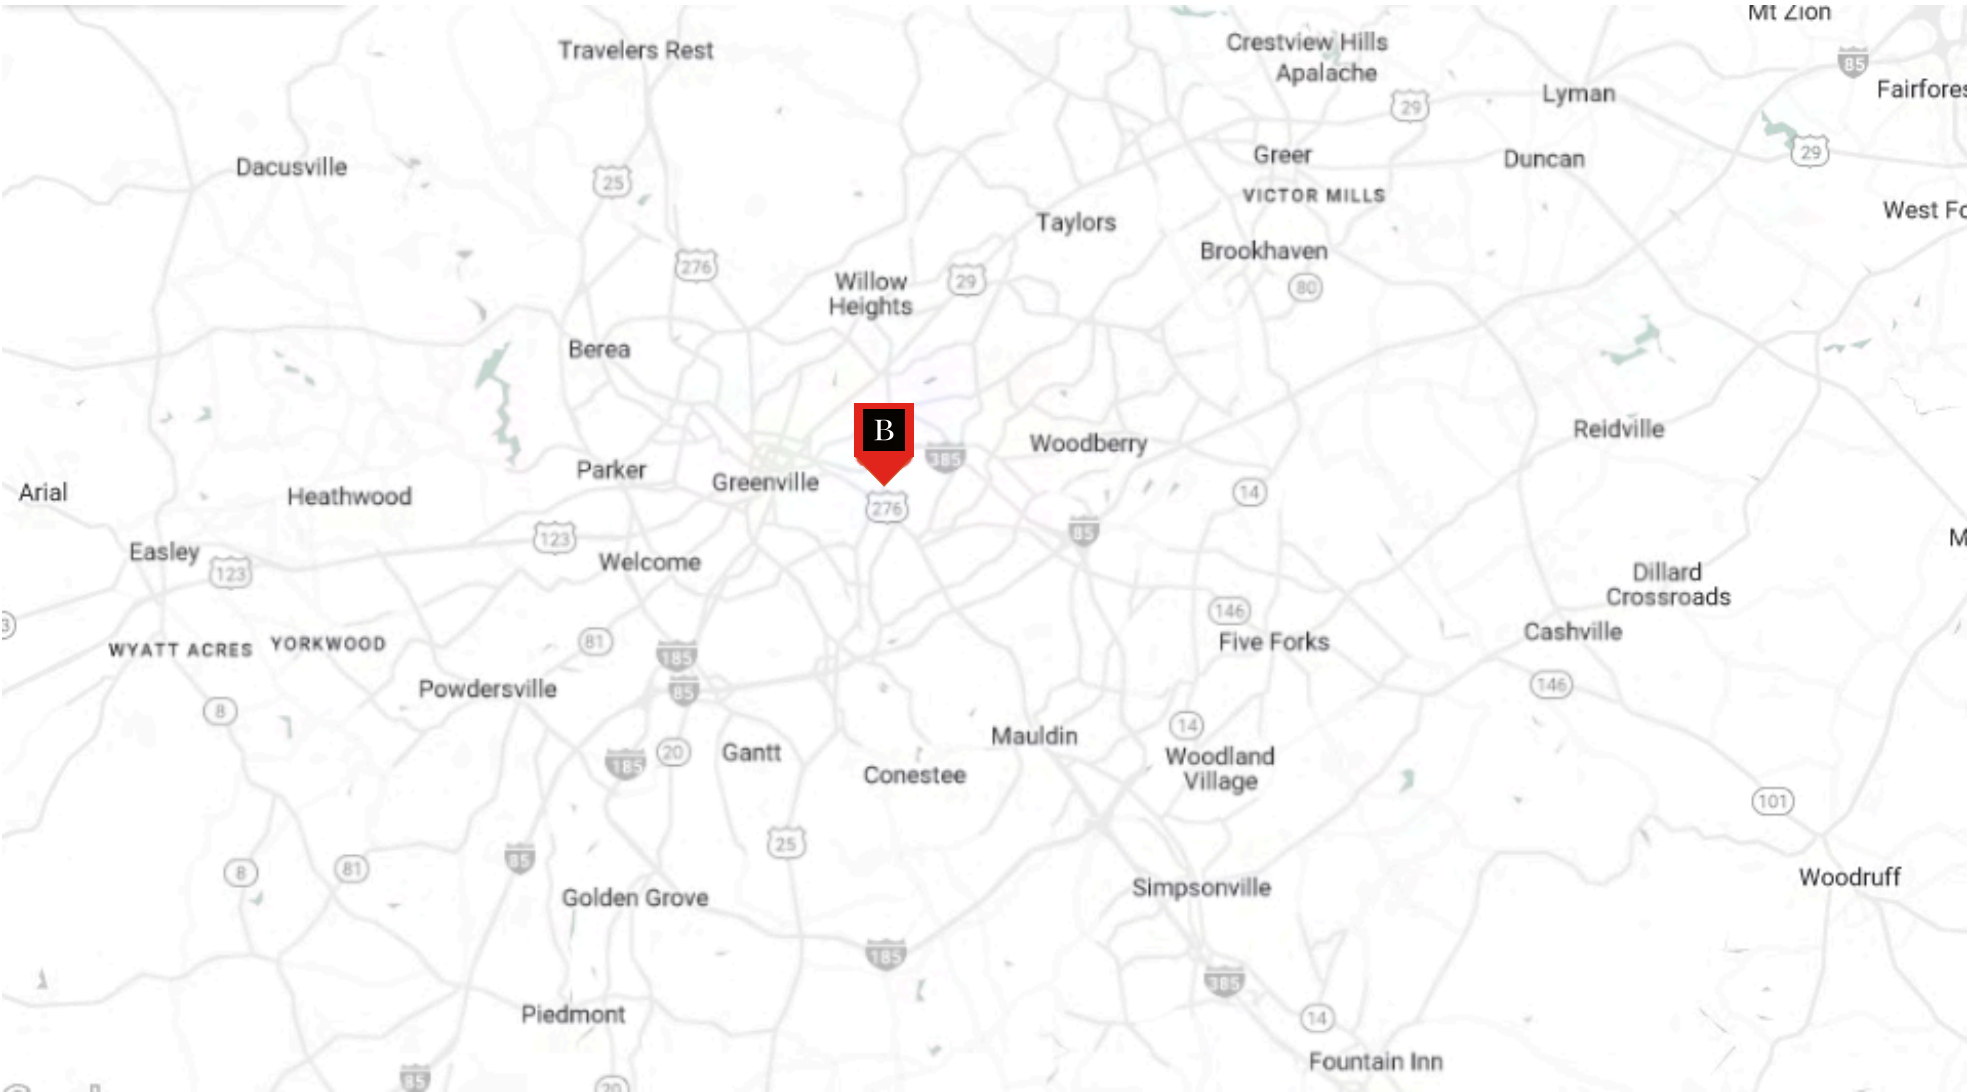 Mt Zion
Travelers Rest
Crestview Hills
Apalache
85
Fairfores
29
Lyman
Dacusville
25
Greer
Duncan
29
VICTOR MILLS
West Fo
Taylors
276
Willow
Heights
29
Brookhaven
80
Berea
B
Woodberry
385
Reidville
Parker
Greenville
Arial
Heathwood
276
14
123
85
Easley
123
Welcome
M
Dillard
Crossroads
146
3
81
Five Forks
Cashville
WYATT ACRES
YORKWOOD
185
85
Powdersville
146
8
14
Mauldin
20
Gantt
185
Conestee
Woodland
Village
101
25
85
8
81
Woodruff
Simpsonville
Golden Grove
185
385
Piedmont
14
Fountain Inn
85
20